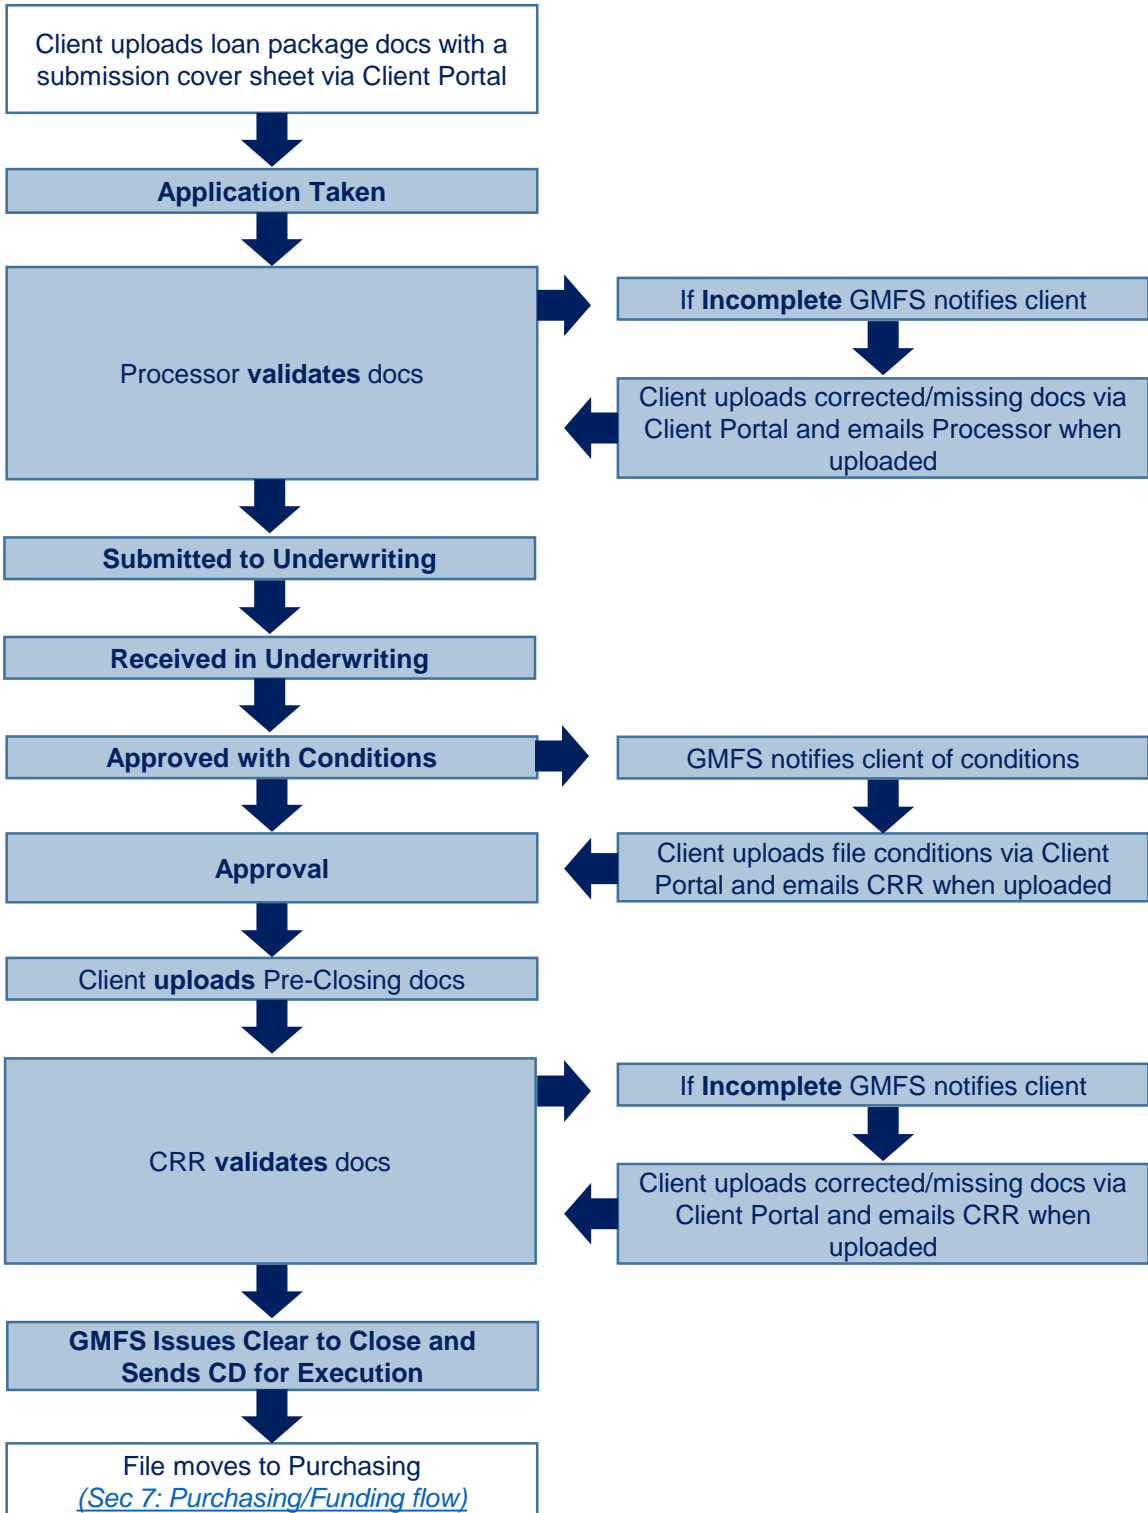 Client uploads loan package docs with a
submission cover sheet via Client Portal
Application Taken
Processor validates docs
If Incomplete GMFS notifies client
Client uploads corrected/missing docs via
Client Portal and emails Processor when
uploaded
Submitted to Underwriting
Received in Underwriting
Approved with Conditions
GMFS notifies client of conditions
Client uploads file conditions via Client
Portal and emails CRR when uploaded
Approval
Client uploads Pre-Closing docs
CRR validates docs
If Incomplete GMFS notifies client
Client uploads corrected/missing docs via
Client Portal and emails CRR when
uploaded
GMFS Issues Clear to Close and
Sends CD for Execution
File moves to Purchasing
(Sec 7: Purchasing/Funding flow)